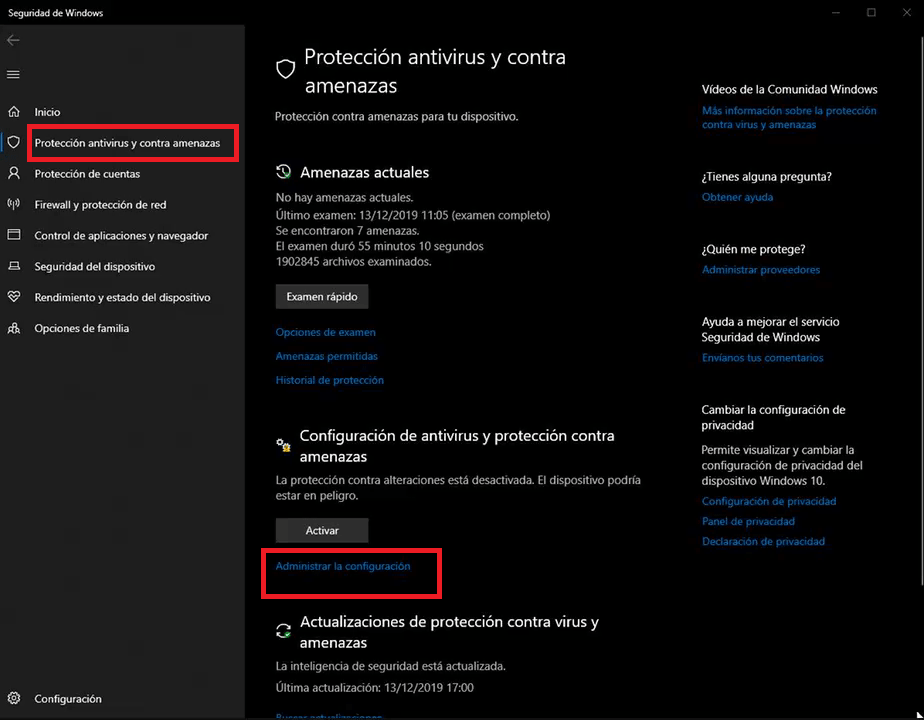 Seguridad de Windows
Inicio
Protección antivirus y contra amenazas
Protección de cuentas
Firewall y protección de red
Control de aplicaciones y navegador
Seguridad del dispositivo
Rendimiento y estado del dispositivo
Opciones de familia
Configuración
Protección antivirus y contra
amenazas
Protección contra amenazas para tu dispositivo.
Amenazas actuales
No hay amenazas actuales.
Último examen: 13/12/2019 11:05 (examen completo)
Se encontraron 7 amenazas.
El examen duró 55 minutos 10 segundos
1902845 archivos examinados.
Examen rápido
Opciones de examen
Amenazas permitidas
Historial de protección
Configuración de antivirus y protección contra
amenazas
La protección contra alteraciones está desactivada. El dispositivo podría
estar en peligro.
Activar
Administrar la configuración
Actualizaciones de protección contra virus y
amenazas
La inteligencia de seguridad está actualizada.
Última actualización: 13/12/2019 17:00
Buscar actualizaciones
Vídeos de la Comunidad Windows
Más información sobre la protección
contra virus y amenazas
¿Tienes alguna pregunta?
Obtener ayuda
¿Quién me protege?
Administrar proveedores
Ayuda a mejorar el servicio
Seguridad de Windows
Envíanos tus comentarios
Cambiar la configuración de
privacidad
Permite visualizar y cambiar la
configuración de privacidad del
dispositivo Windows 10.
Configuración de privacidad
Panel de privacidad
Declaración de privacidad